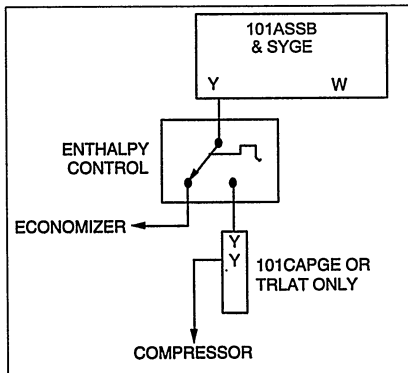 101ASSB
& SYGE
Y W
ENTHALPY
CONTROL
ECONOMIZER
Y
Y
101CAPGE OR
TRLAT ONLY
COMPRESSOR